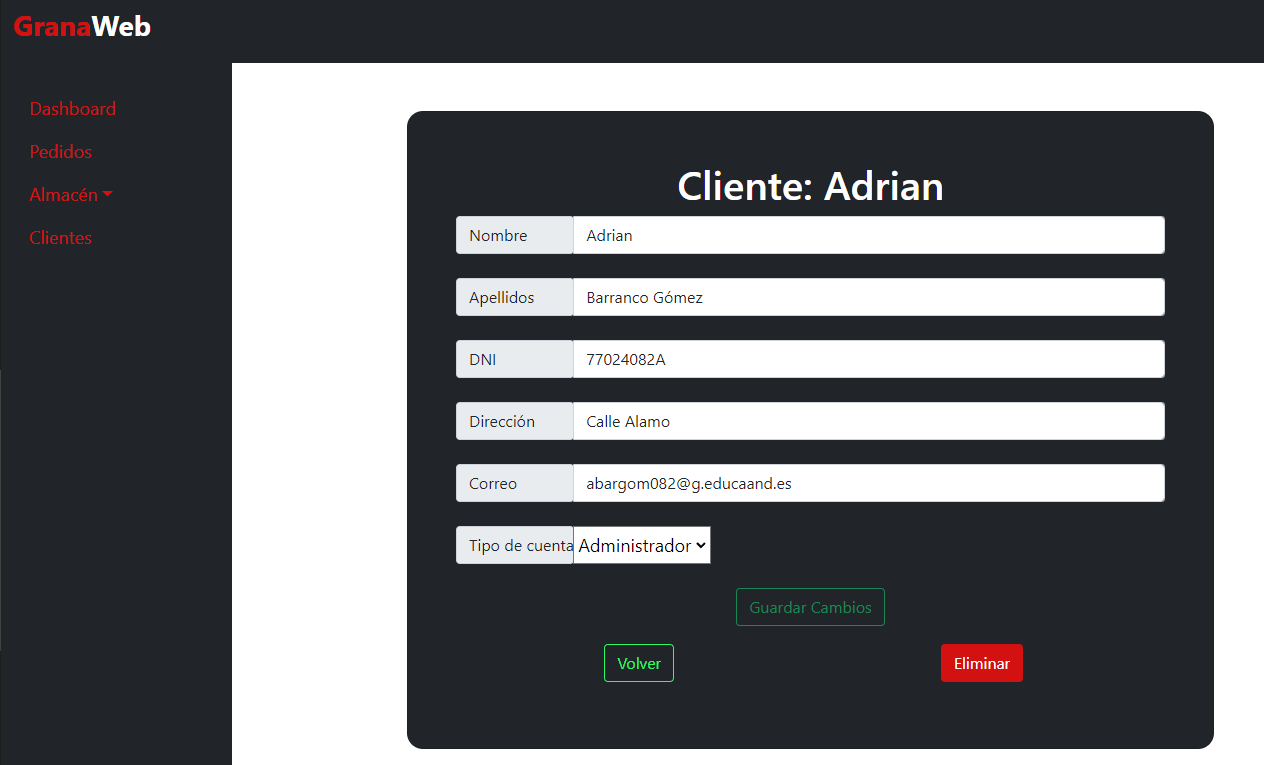 GranaWeb
Dashboard
Pedidos
Almacén
Clientes
Cliente: Adrian
Nombre Adrian
Apellidos Barranco Gómez
DNI 77024082A
Dirección Calle Alamo
Correo abargom082@g.educaand.es
Tipo de cuenta Administrador
Guardar Cambios
Volver Eliminar